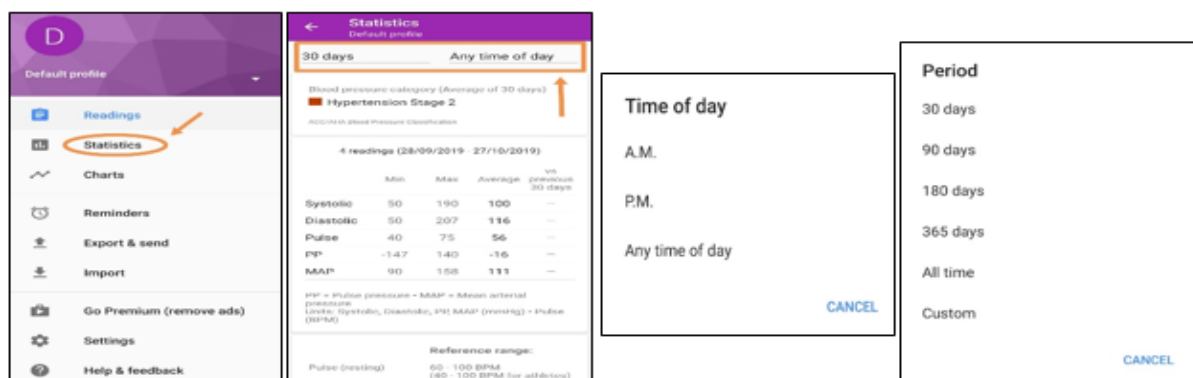 D
Default profile
Readings
Statistics
Charts
Reminders
Export & send
Import
Go Premium (remove ads)
Settings
Help & feedback
Statistics
Default profile
30 days Any time of day
Blood pressure category (Average of 30 days)
Hypertension Stage 2
ACC/AHA Blood Pressure Classification
4 readings (28/09/2019 - 27/10/2019)
Min Max Average vs previous 30 days
Systolic 50 190 100 —
Diastolic 50 207 116 —
Pulse 40 75 56 —
PP -147 140 -16 —
MAP 90 158 111 —
PP = Pulse pressure • MAP = Mean arterial
pressure
Units: Systolic, Diastolic, PP, MAP (mmHg) • Pulse
(BPM)
Reference range:
Pulse (resting) 60 - 100 BPM
(40 - 100 BPM for athletes)
Time of day
A.M.
P.M.
Any time of day
CANCEL
Period
30 days
90 days
180 days
365 days
All time
Custom
CANCEL